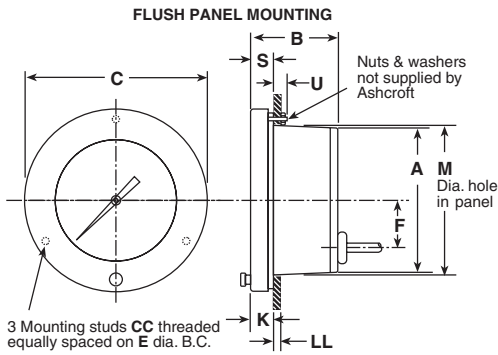 FLUSH PANEL MOUNTING
B
S
U
Nuts & washers
not supplied by
Ashcroft
C
A
M
Dia. hole
in panel
F
K
LL
3 Mounting studs CC threaded
equally spaced on E dia. B.C.